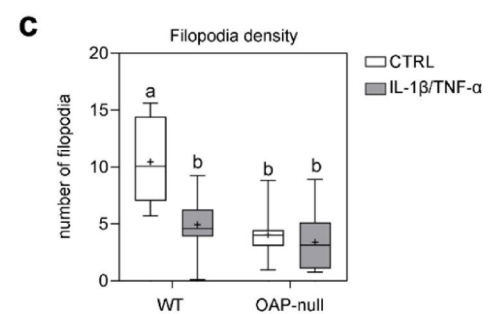 C
Filopodia density
CTRL
IL-1β/TNF-α
number of filopodia
20
15
10
5
0
a
b
b
b
WT
OAP-null